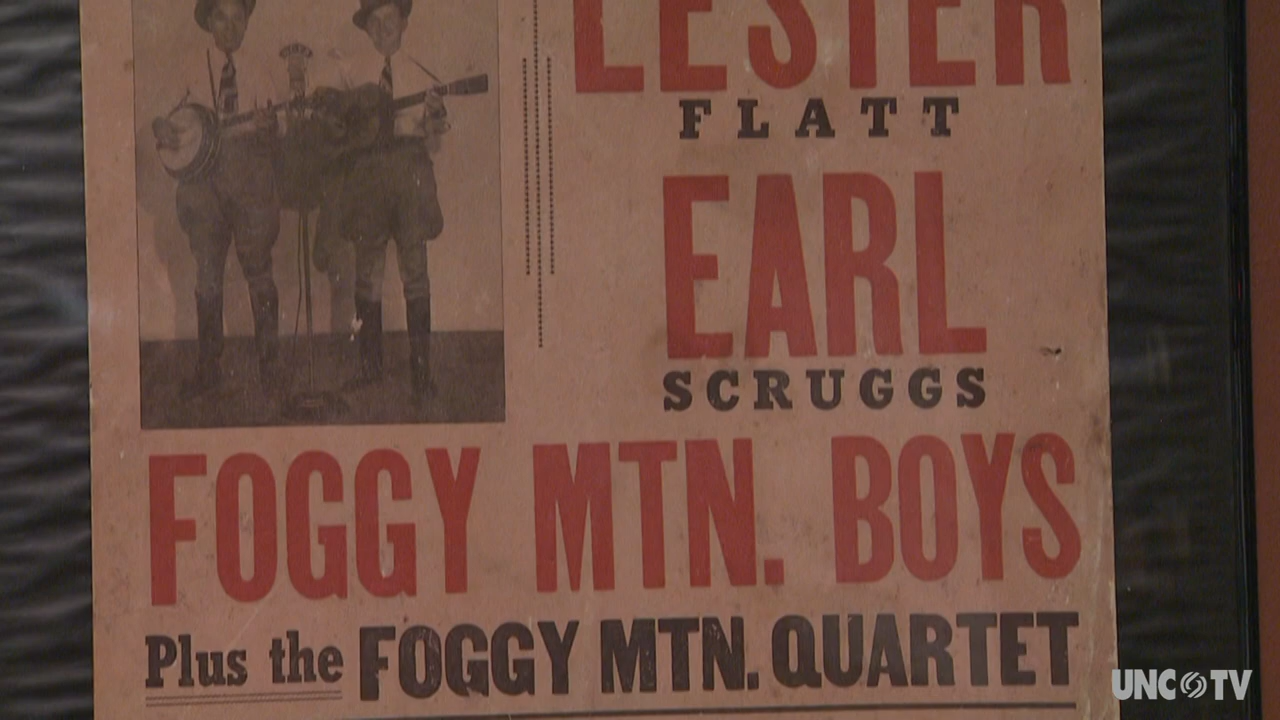 LESTER
FLATT
EARL
SCRUGGS
FOGGY MTN. BOYS
Plus the FOGGY MTN. QUARTET
UNC TV